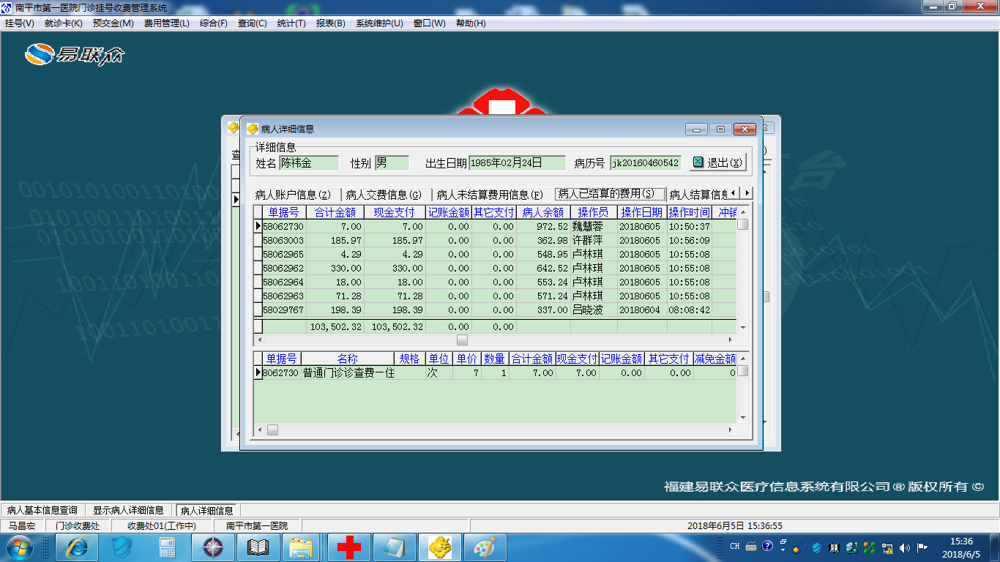 南平市第一医院门诊挂号收费管理系统
挂号(V) 就诊卡(K) 预交金(M) 费用管理(L) 综合(F) 查询(C) 统计(T) 报表(B) 系统维护(U) 窗口(W) 帮助(H)
易联众
病人详细信息
详细信息
姓名 陈祎金 性别 男 出生日期 1985年02月24日 病历号 jk20160460542 退出(X)
病人账户信息(Z) 病人交费信息(G) 病人未结算费用信息(F) 病人已结算的费用(S) 病人结算信息
单据号 合计金额 现金支付 记账金额 其它支付 病人余额 操作员 操作日期 操作时间 冲销
58062730 7.00 7.00 0.00 0.00 972.52 魏慧蓉 20180605 10:50:37
58063003 185.97 185.97 0.00 0.00 362.98 许群萍 20180605 10:56:09
58062965 4.29 4.29 0.00 0.00 548.95 卢林琪 20180605 10:55:08
58062962 330.00 330.00 0.00 0.00 642.52 卢林琪 20180605 10:55:08
58062964 18.00 18.00 0.00 0.00 553.24 卢林琪 20180605 10:55:08
58062963 71.28 71.28 0.00 0.00 571.24 卢林琪 20180605 10:55:08
58029767 198.39 198.39 0.00 0.00 337.00 吕晓波 20180604 08:08:42
103,502.32 103,502.32 0.00 0.00
单据号 名称 规格 单位 单价 数量 合计金额 现金支付 记账金额 其它支付 减免金额
8062730 普通门诊诊查费—住 次 7 1 7.00 7.00 0.00 0.00 0
福建易联众医疗信息系统有限公司® 版权所有 ©
病人基本信息查询 显示病人详细信息 病人详细信息
马昌宏 门诊收费处 收费处01(工作中) 南平市第一医院 2018年6月5日 15:36:55
CH 15:36
2018/6/5